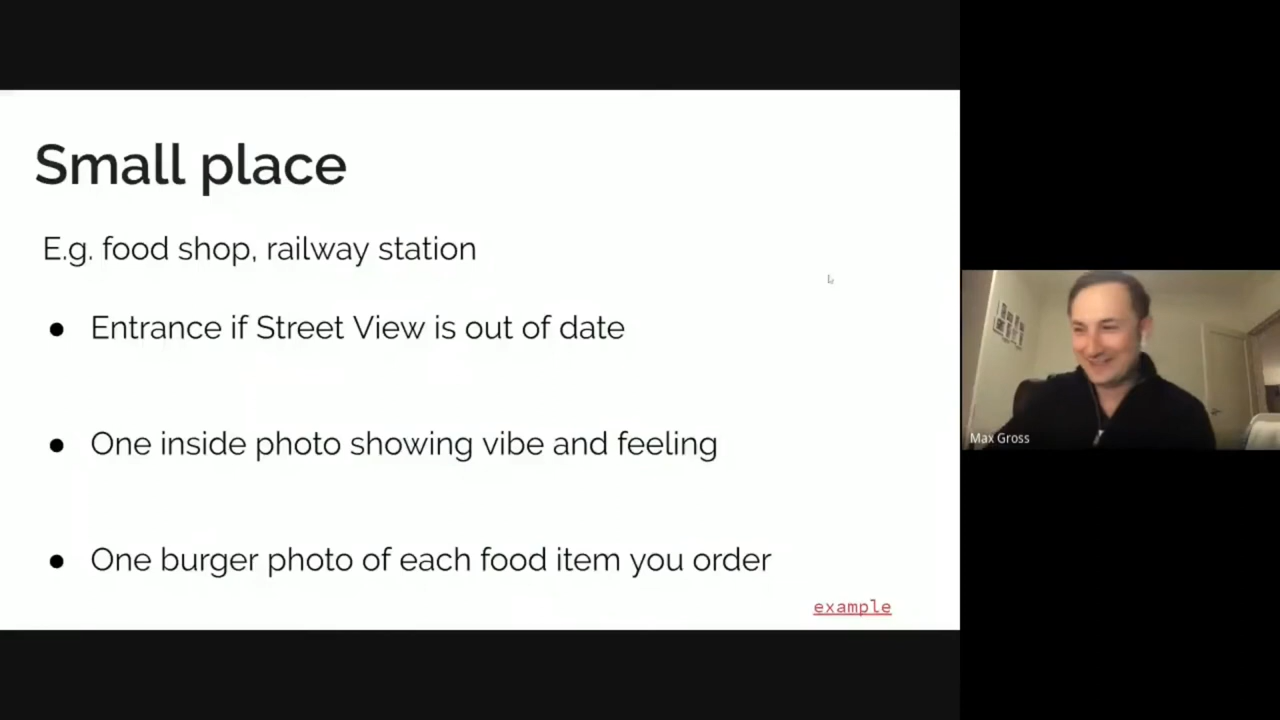 Small place
E.g. food shop, railway station
● Entrance if Street View is out of date
● One inside photo showing vibe and feeling
● One burger photo of each food item you order
example
Max Gross